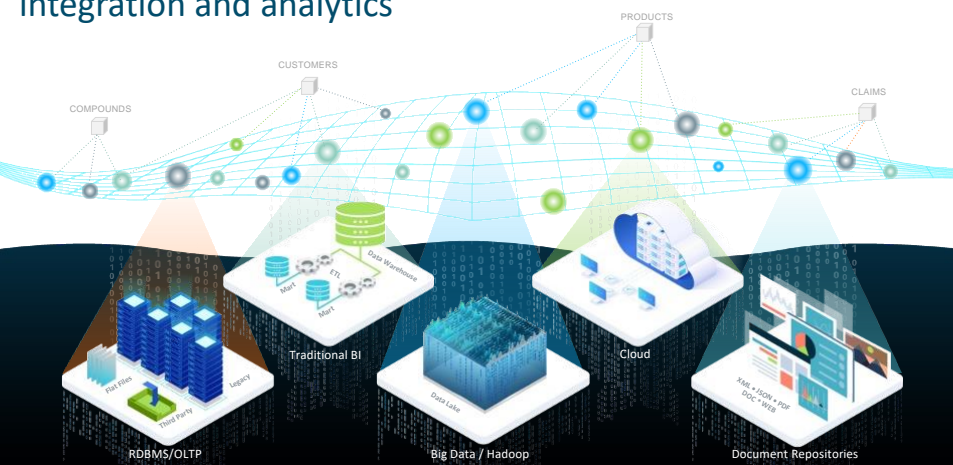 integration and analytics
PRODUCTS
CUSTOMERS
CLAIMS
COMPOUNDS
Data Warehouse
ETL
Mart
Mart
Traditional BI
Cloud
Flat Files
Legacy
Third Party
Data Lake
XML • JSON • PDF
DOC • WEB
RDBMS/OLTP
Big Data / Hadoop
Document Repositories